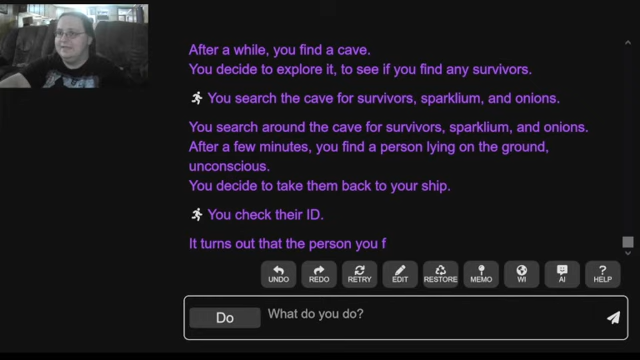 After a while, you find a cave.
You decide to explore it, to see if you find any survivors.
You search the cave for survivors, sparklium, and onions.
You search around the cave for survivors, sparklium, and onions.
After a few minutes, you find a person lying on the ground,
unconscious.
You decide to take them back to your ship.
You check their ID.
It turns out that the person you f
UNDO REDO RETRY EDIT RESTORE MEMO WI AI HELP
Do What do you do?